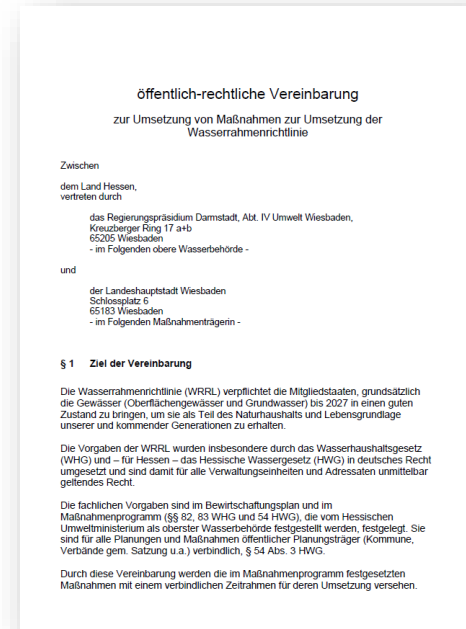 öffentlich-rechtliche Vereinbarung
zur Umsetzung von Maßnahmen zur Umsetzung der
Wasserrahmenrichtlinie
Zwischen
dem Land Hessen,
vertreten durch
das Regierungspräsidium Darmstadt, Abt. IV Umwelt Wiesbaden,
Kreuzberger Ring 17 a+b
65205 Wiesbaden
- im Folgenden obere Wasserbehörde -
und
der Landeshauptstadt Wiesbaden
Schlossplatz 6
65183 Wiesbaden
- im Folgenden Maßnahmenträgerin -
§ 1 Ziel der Vereinbarung
Die Wasserrahmenrichtlinie (WRRL) verpflichtet die Mitgliedstaaten, grundsätzlich
die Gewässer (Oberflächengewässer und Grundwasser) bis 2027 in einen guten
Zustand zu bringen, um sie als Teil des Naturhaushalts und Lebensgrundlage
unserer und kommender Generationen zu erhalten.
Die Vorgaben der WRRL wurden insbesondere durch das Wasserhaushaltsgesetz
(WHG) und – für Hessen – das Hessische Wassergesetz (HWG) in deutsches Recht
umgesetzt und sind damit für alle Verwaltungseinheiten und Adressaten unmittelbar
geltendes Recht.
Die fachlichen Vorgaben sind im Bewirtschaftungsplan und im
Maßnahmenprogramm (§§ 82, 83 WHG und 54 HWG), die vom Hessischen
Umweltministerium als oberster Wasserbehörde festgestellt werden, festgelegt. Sie
sind für alle Planungen und Maßnahmen öffentlicher Planungsträger (Kommune,
Verbände gem. Satzung u.a.) verbindlich, § 54 Abs. 3 HWG.
Durch diese Vereinbarung werden die im Maßnahmenprogramm festgesetzten
Maßnahmen mit einem verbindlichen Zeitrahmen für deren Umsetzung versehen.